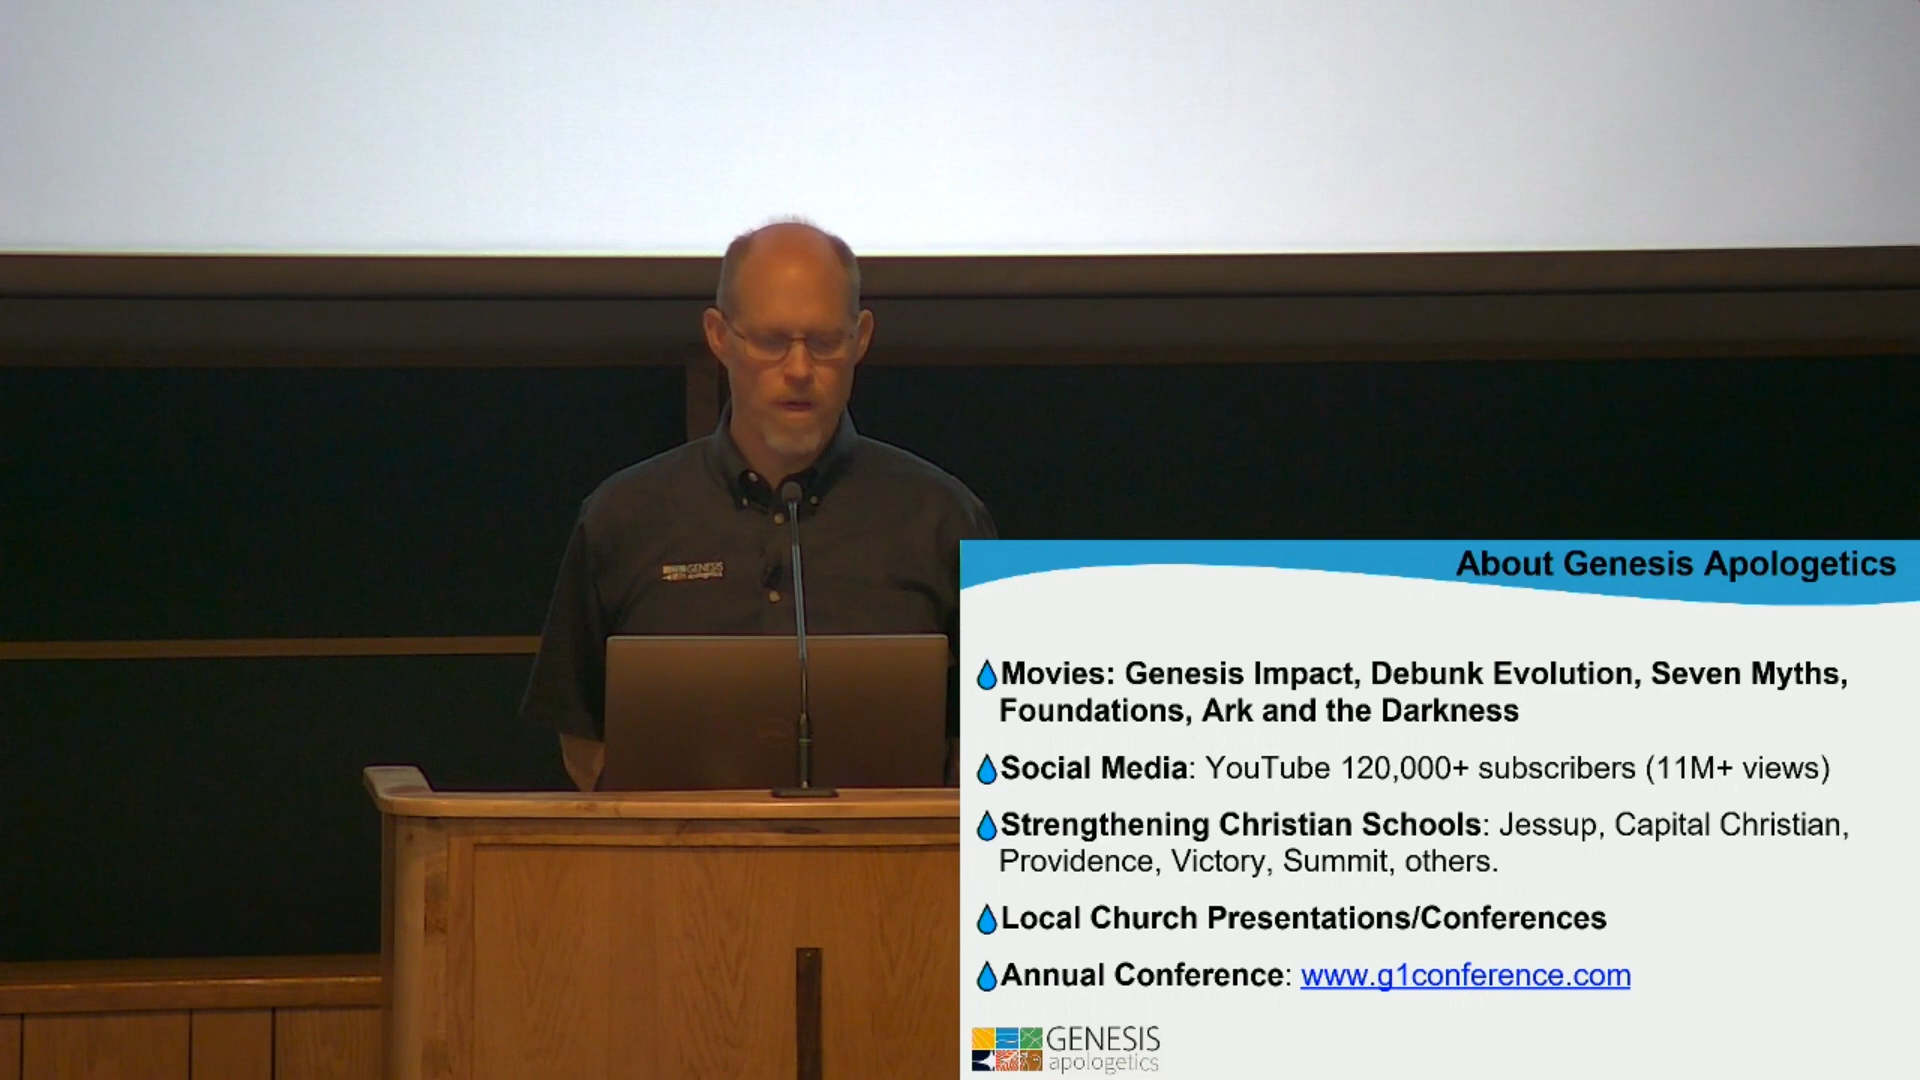 GENESIS
apologetics
About Genesis Apologetics
Movies: Genesis Impact, Debunk Evolution, Seven Myths,
Foundations, Ark and the Darkness
Social Media: YouTube 120,000+ subscribers (11M+ views)
Strengthening Christian Schools: Jessup, Capital Christian,
Providence, Victory, Summit, others.
Local Church Presentations/Conferences
Annual Conference: www.g1conference.com
GENESIS
apologetics